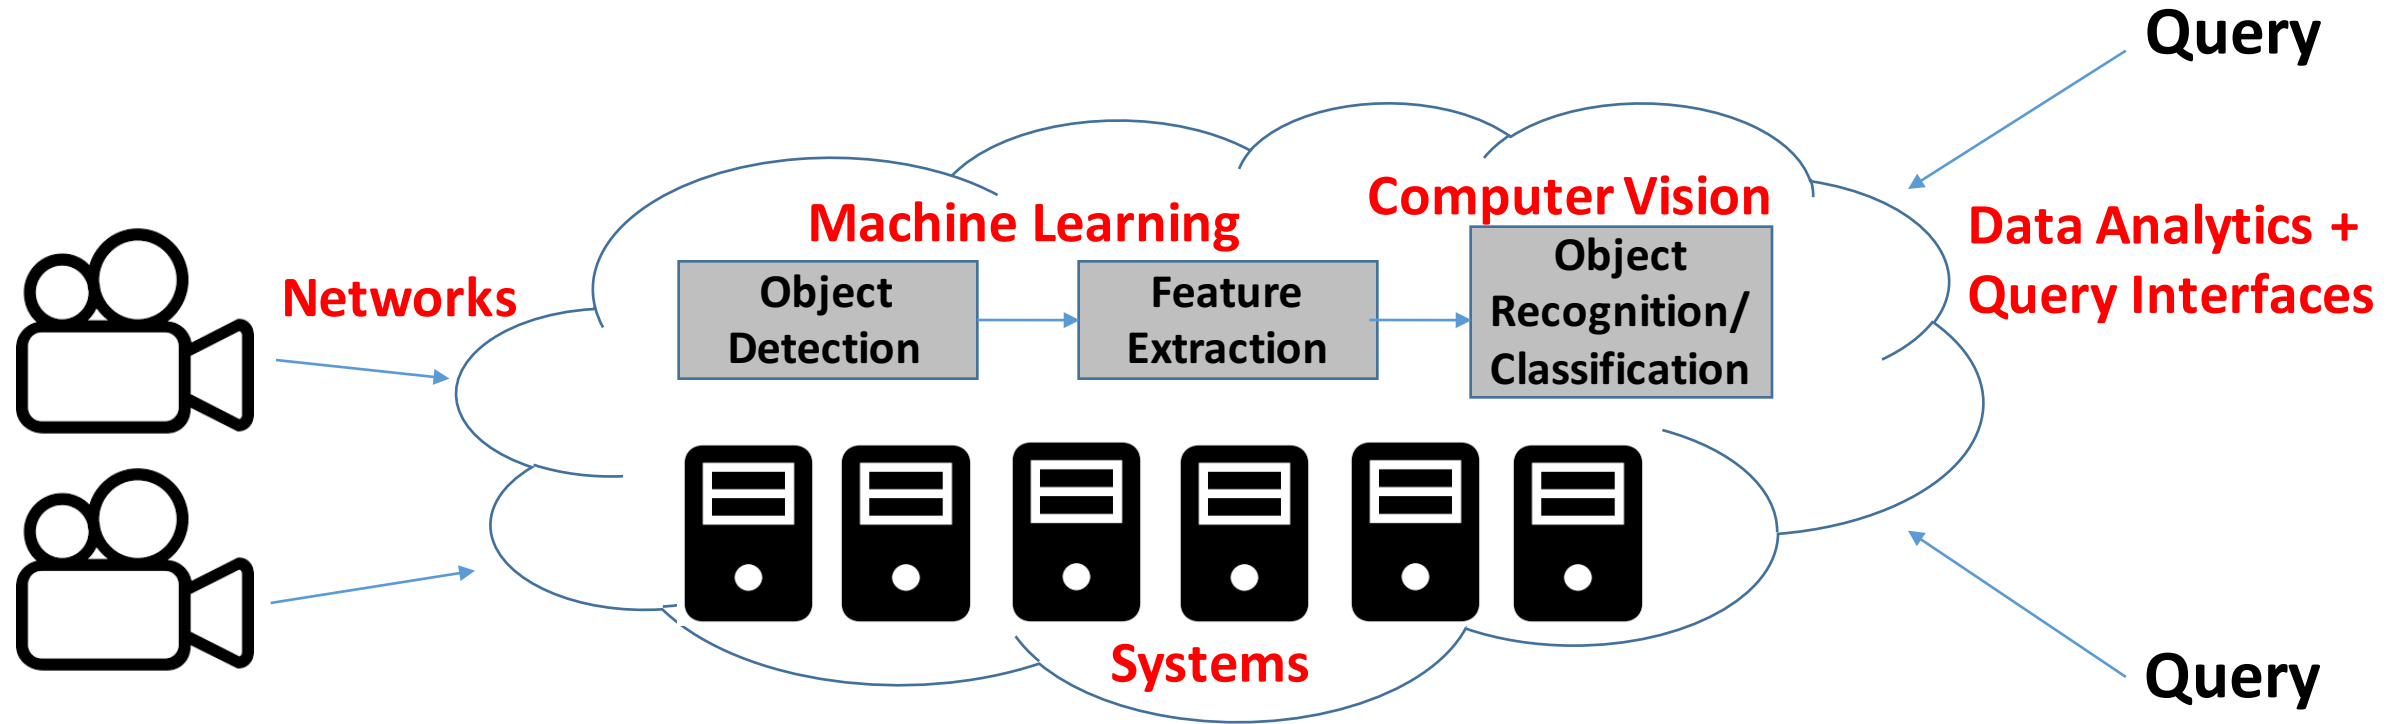 Query
Networks
Machine Learning
Computer Vision
Object
Detection
Feature
Extraction
Object
Recognition/
Classification
Data Analytics +
Query Interfaces
Systems
Query